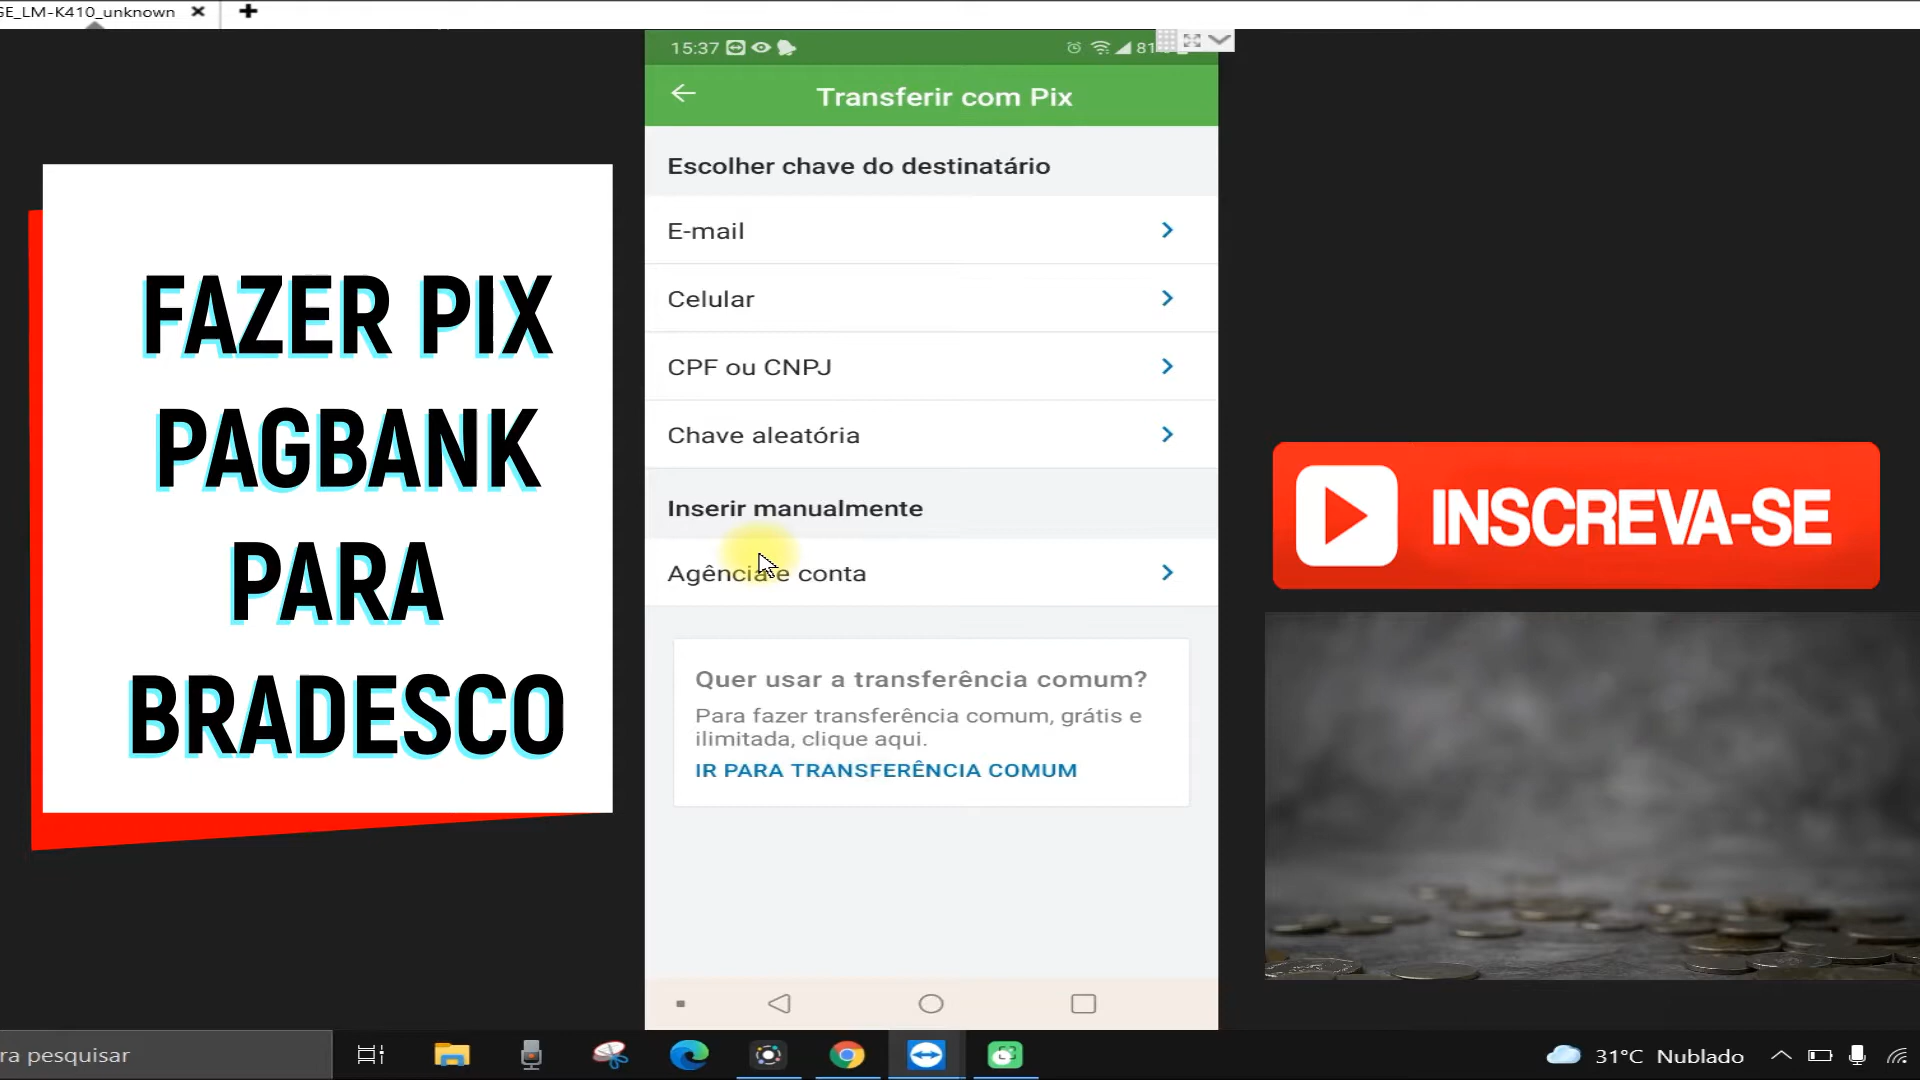 GE_LM-K410_unknown
15:37
81
Transferir com Pix
Escolher chave do destinatário
E-mail
Celular
CPF ou CNPJ
Chave aleatória
Inserir manualmente
Agência e conta
Quer usar a transferência comum?
Para fazer transferência comum, grátis e
ilimitada, clique aqui.
IR PARA TRANSFERÊNCIA COMUM
FAZER PIX
PAGBANK
PARA
BRADESCO
INSCREVA-SE
ra pesquisar
31°C Nublado